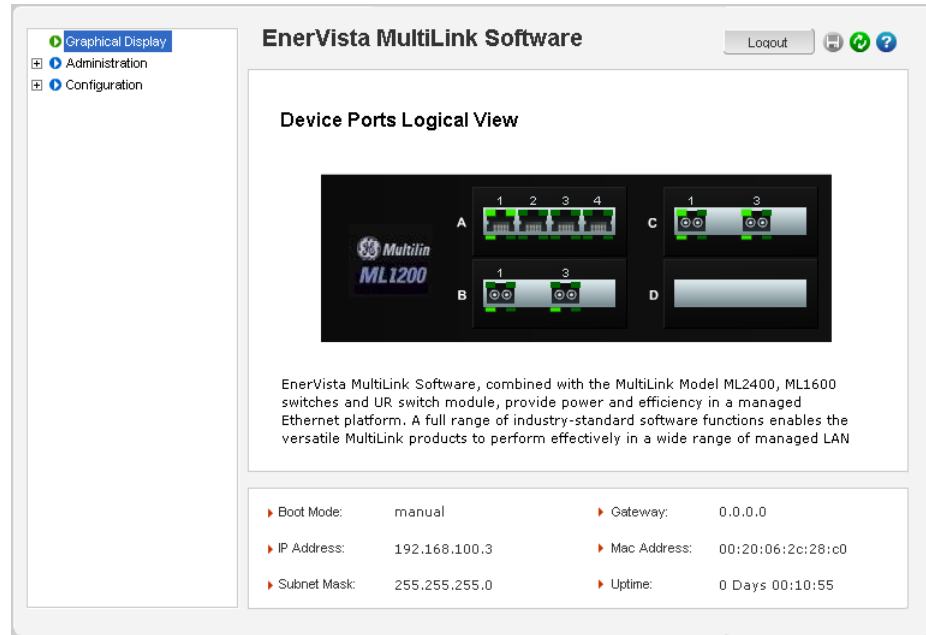 Graphical Display
Administration
Configuration
EnerVista MultiLink Software
Logout
Device Ports Logical View
1 2 3 4
A
C
1 3
Multilin
ML1200
1 3
B
D
EnerVista MultiLink Software, combined with the MultiLink Model ML2400, ML1600
switches and UR switch module, provide power and efficiency in a managed
Ethernet platform. A full range of industry-standard software functions enables the
versatile MultiLink products to perform effectively in a wide range of managed LAN
Boot Mode: manual
Gateway: 0.0.0.0
IP Address: 192.168.100.3
Mac Address: 00:20:06:2c:28:c0
Subnet Mask: 255.255.255.0
Uptime: 0 Days 00:10:55